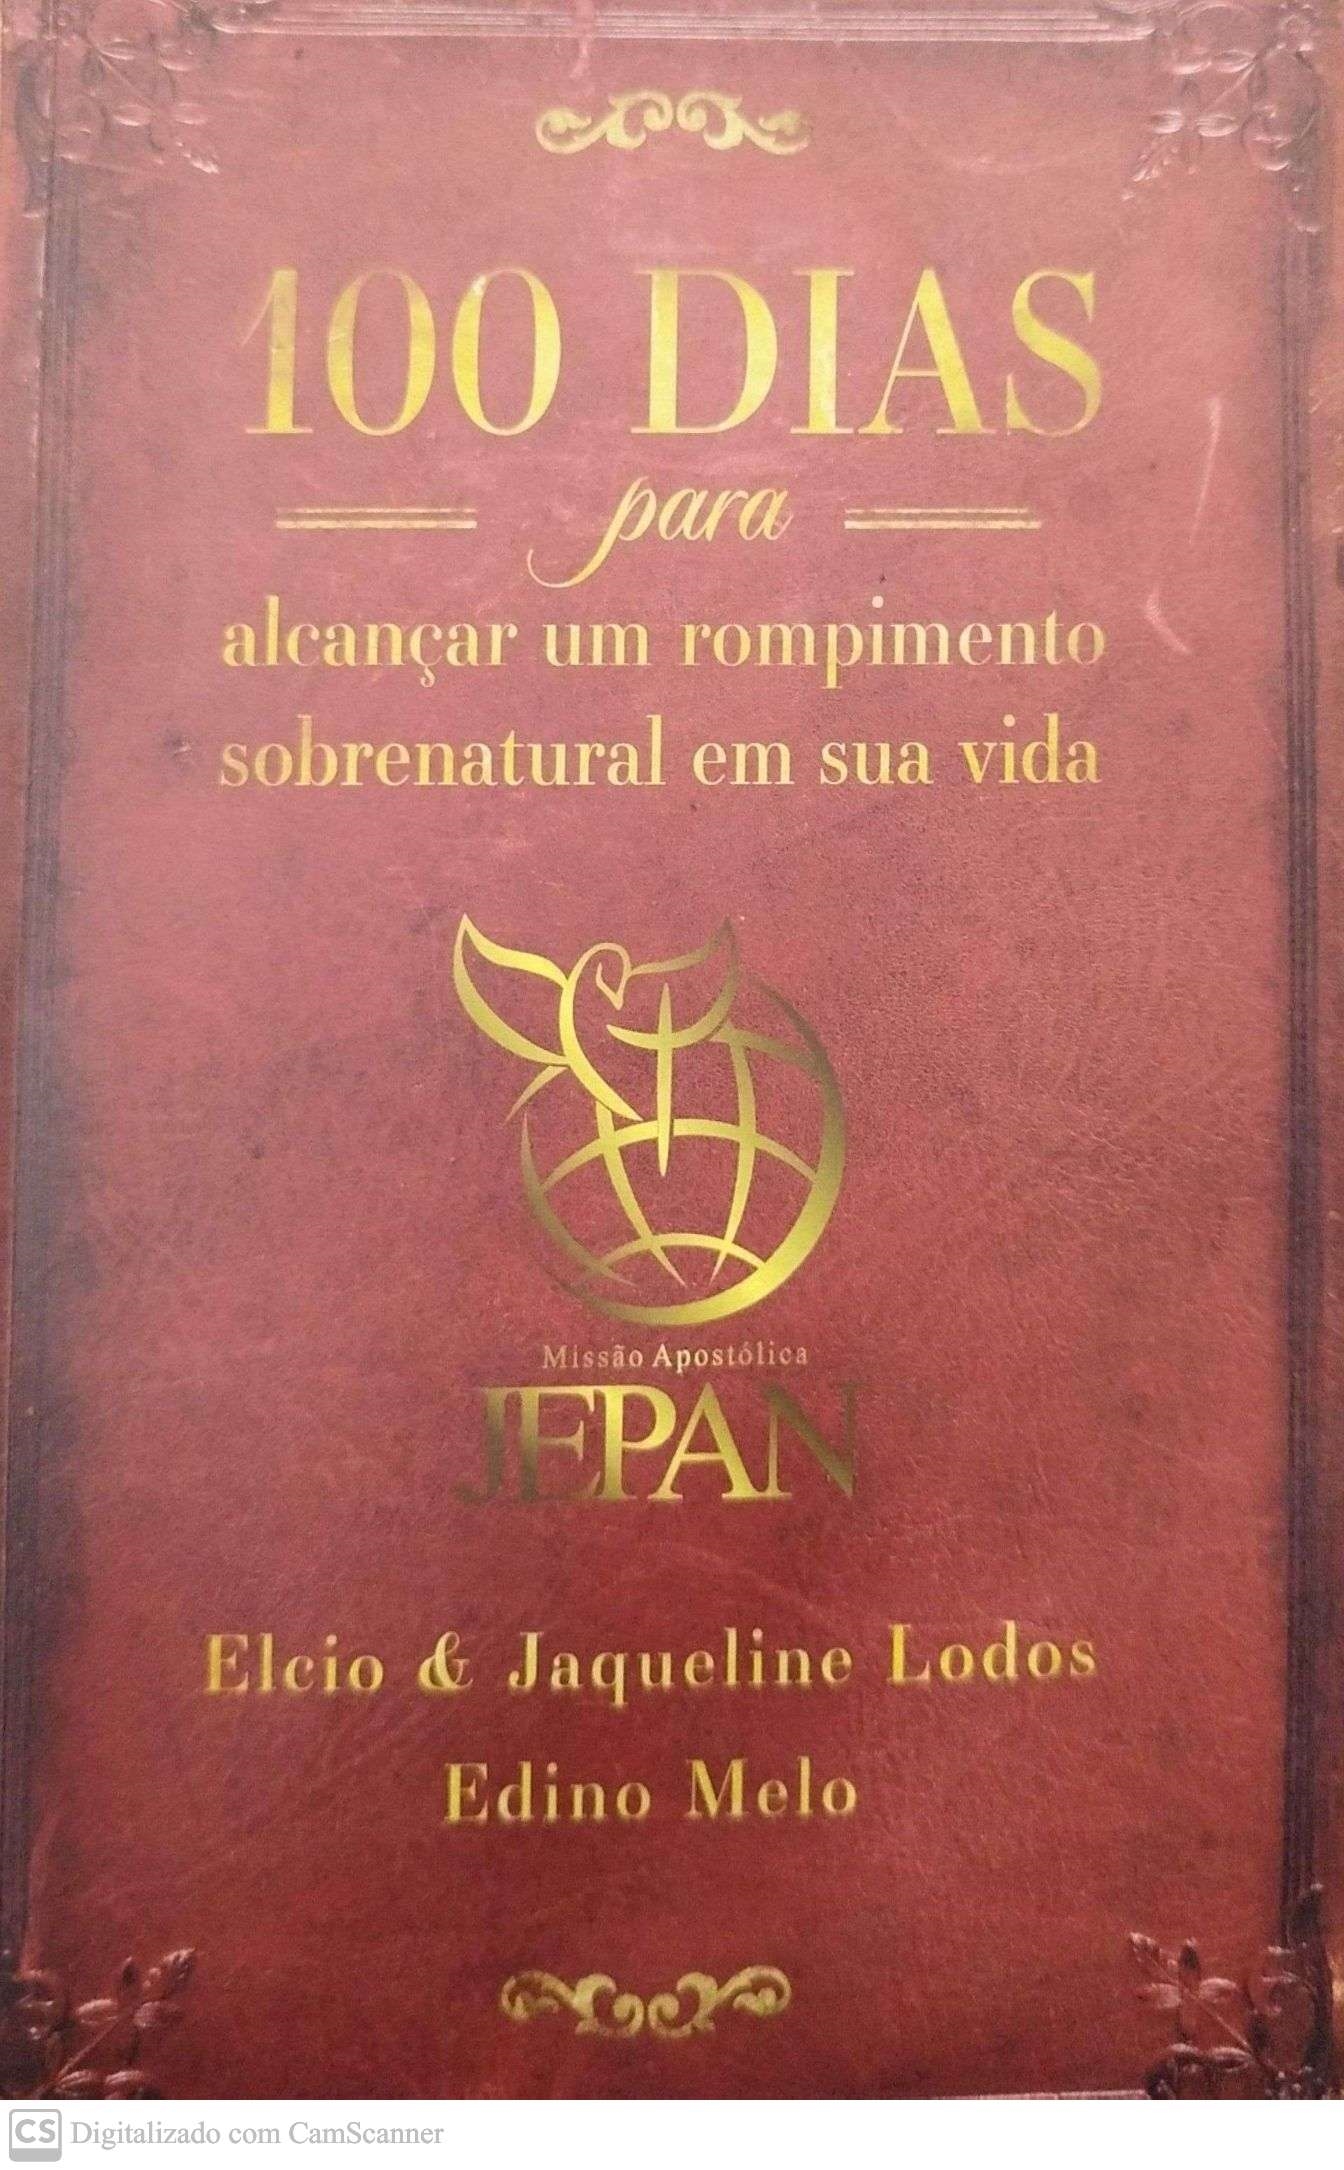 100 DIAS
para
alcançar um rompimento
sobrenatural em sua vida
Missão Apostólica
JEPAN
Elcio & Jaqueline Lodos
Edino Melo
CS Digitalizado com CamScanner